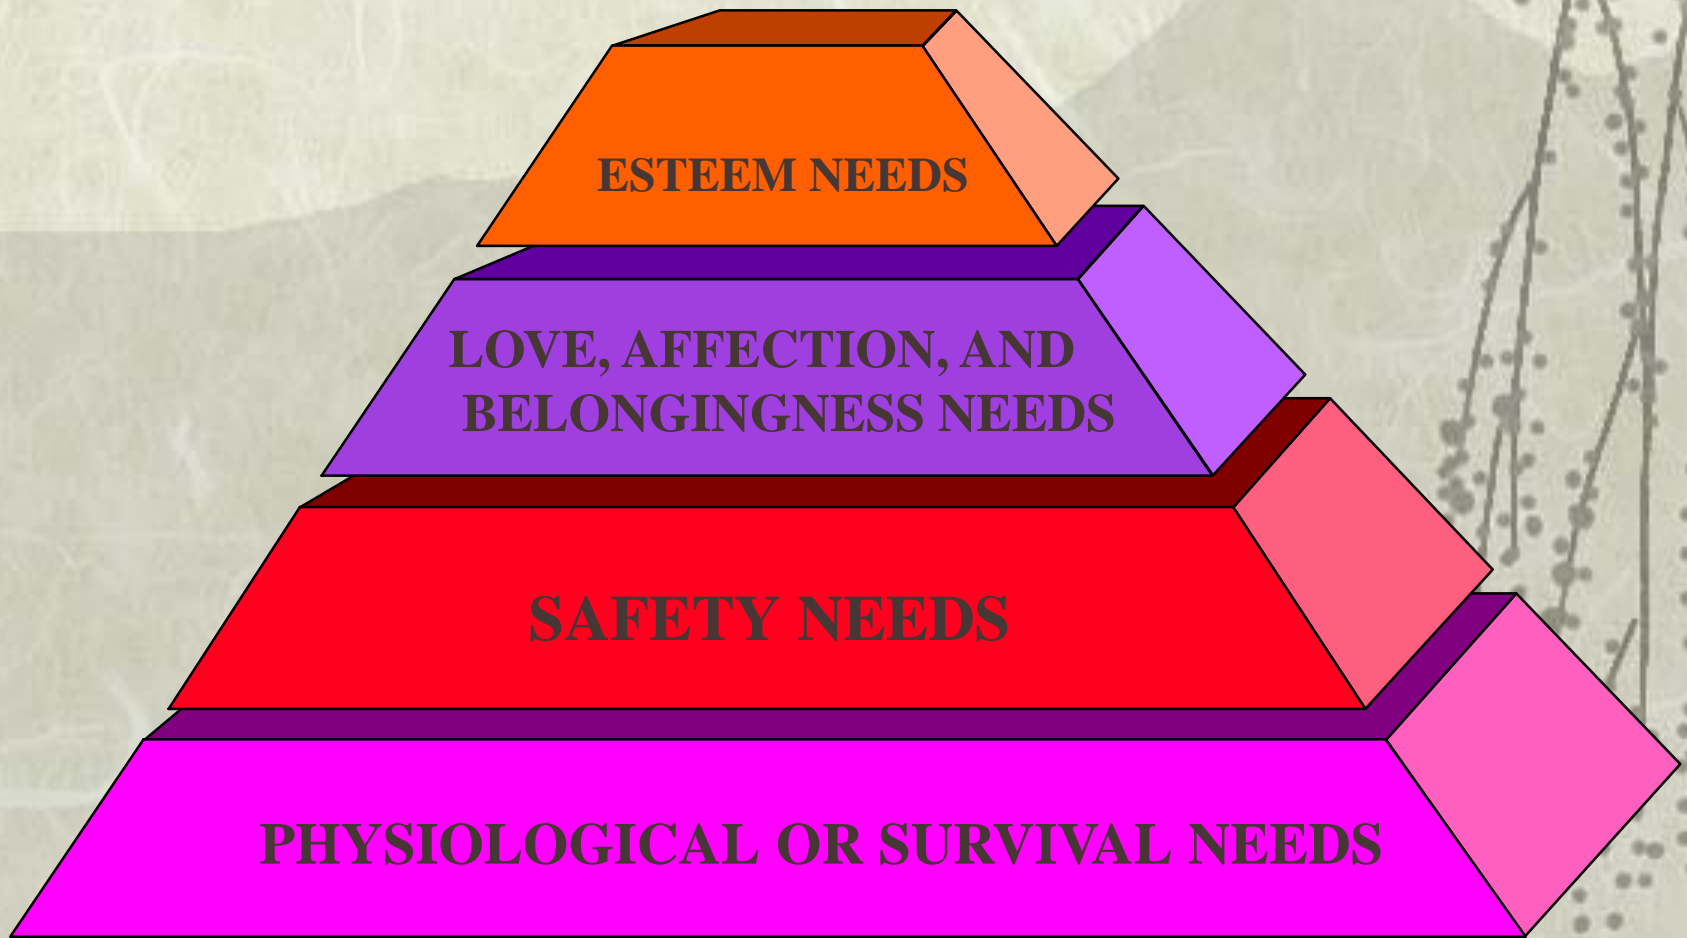 ESTEEM NEEDS
LOVE, AFFECTION, AND
BELONGINGNESS NEEDS
SAFETY NEEDS
PHYSIOLOGICAL OR SURVIVAL NEEDS